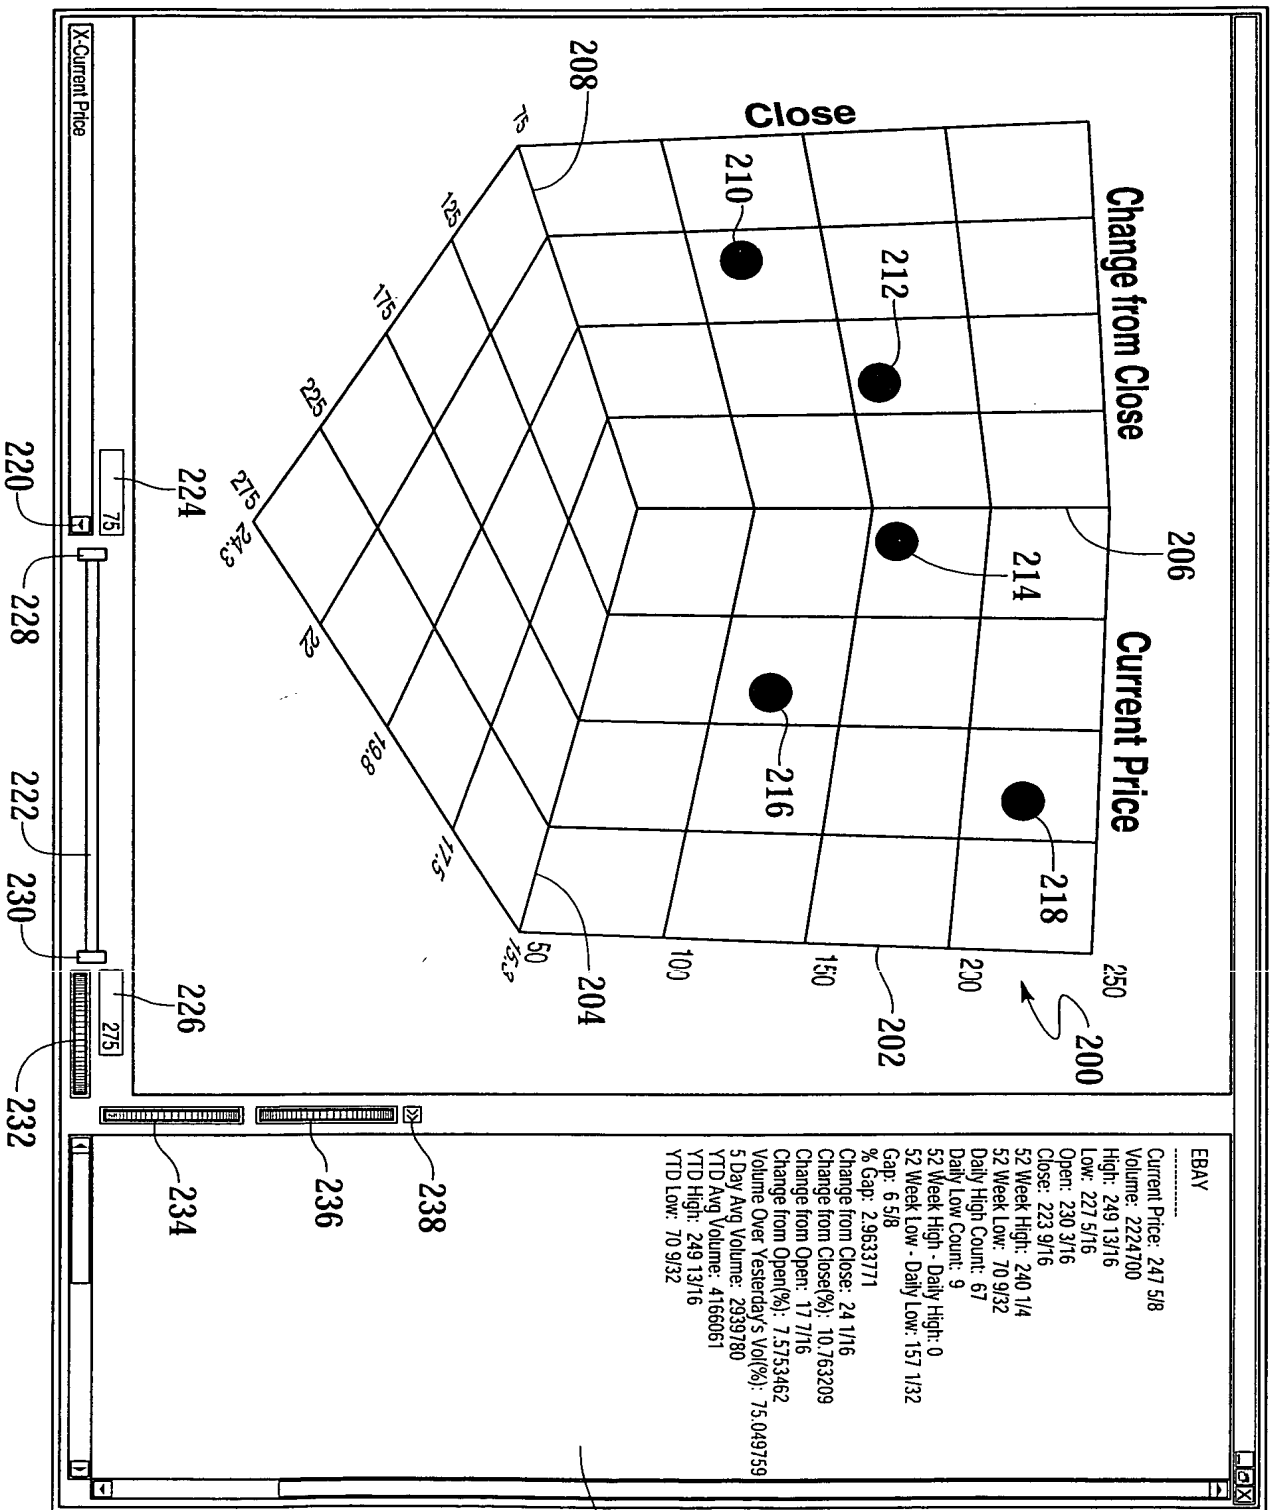 Change from Close
Current Price
Close
200
202
204
206
208
210
212
214
216
218
250
200
150
100
50
75
125
175
225
275
24.3
22
19.8
17.5
15.3
224
226
75
275
X-Current Price
220
228
222
230
232
234
236
238
EBAY
------------
Current Price: 247 5/8
Volume: 2224700
High: 249 13/16
Low: 227 5/16
Open: 230 3/16
Close: 223 9/16
52 Week High: 240 1/4
52 Week Low: 70 9/32
Daily High Count: 67
Daily Low Count: 9
52 Week High - Daily High: 0
52 Week Low - Daily Low: 157 1/32
Gap: 6 5/8
% Gap: 2.9633771
Change from Close: 24 1/16
Change from Close(%): 10.763209
Change from Open: 17 7/16
Change from Open(%): 7.5753462
Volume Over Yesterday's Vol(%): 75.049759
5 Day Avg Volume: 2939780
YTD Avg Volume: 4166061
YTD High: 249 13/16
YTD Low: 70 9/32